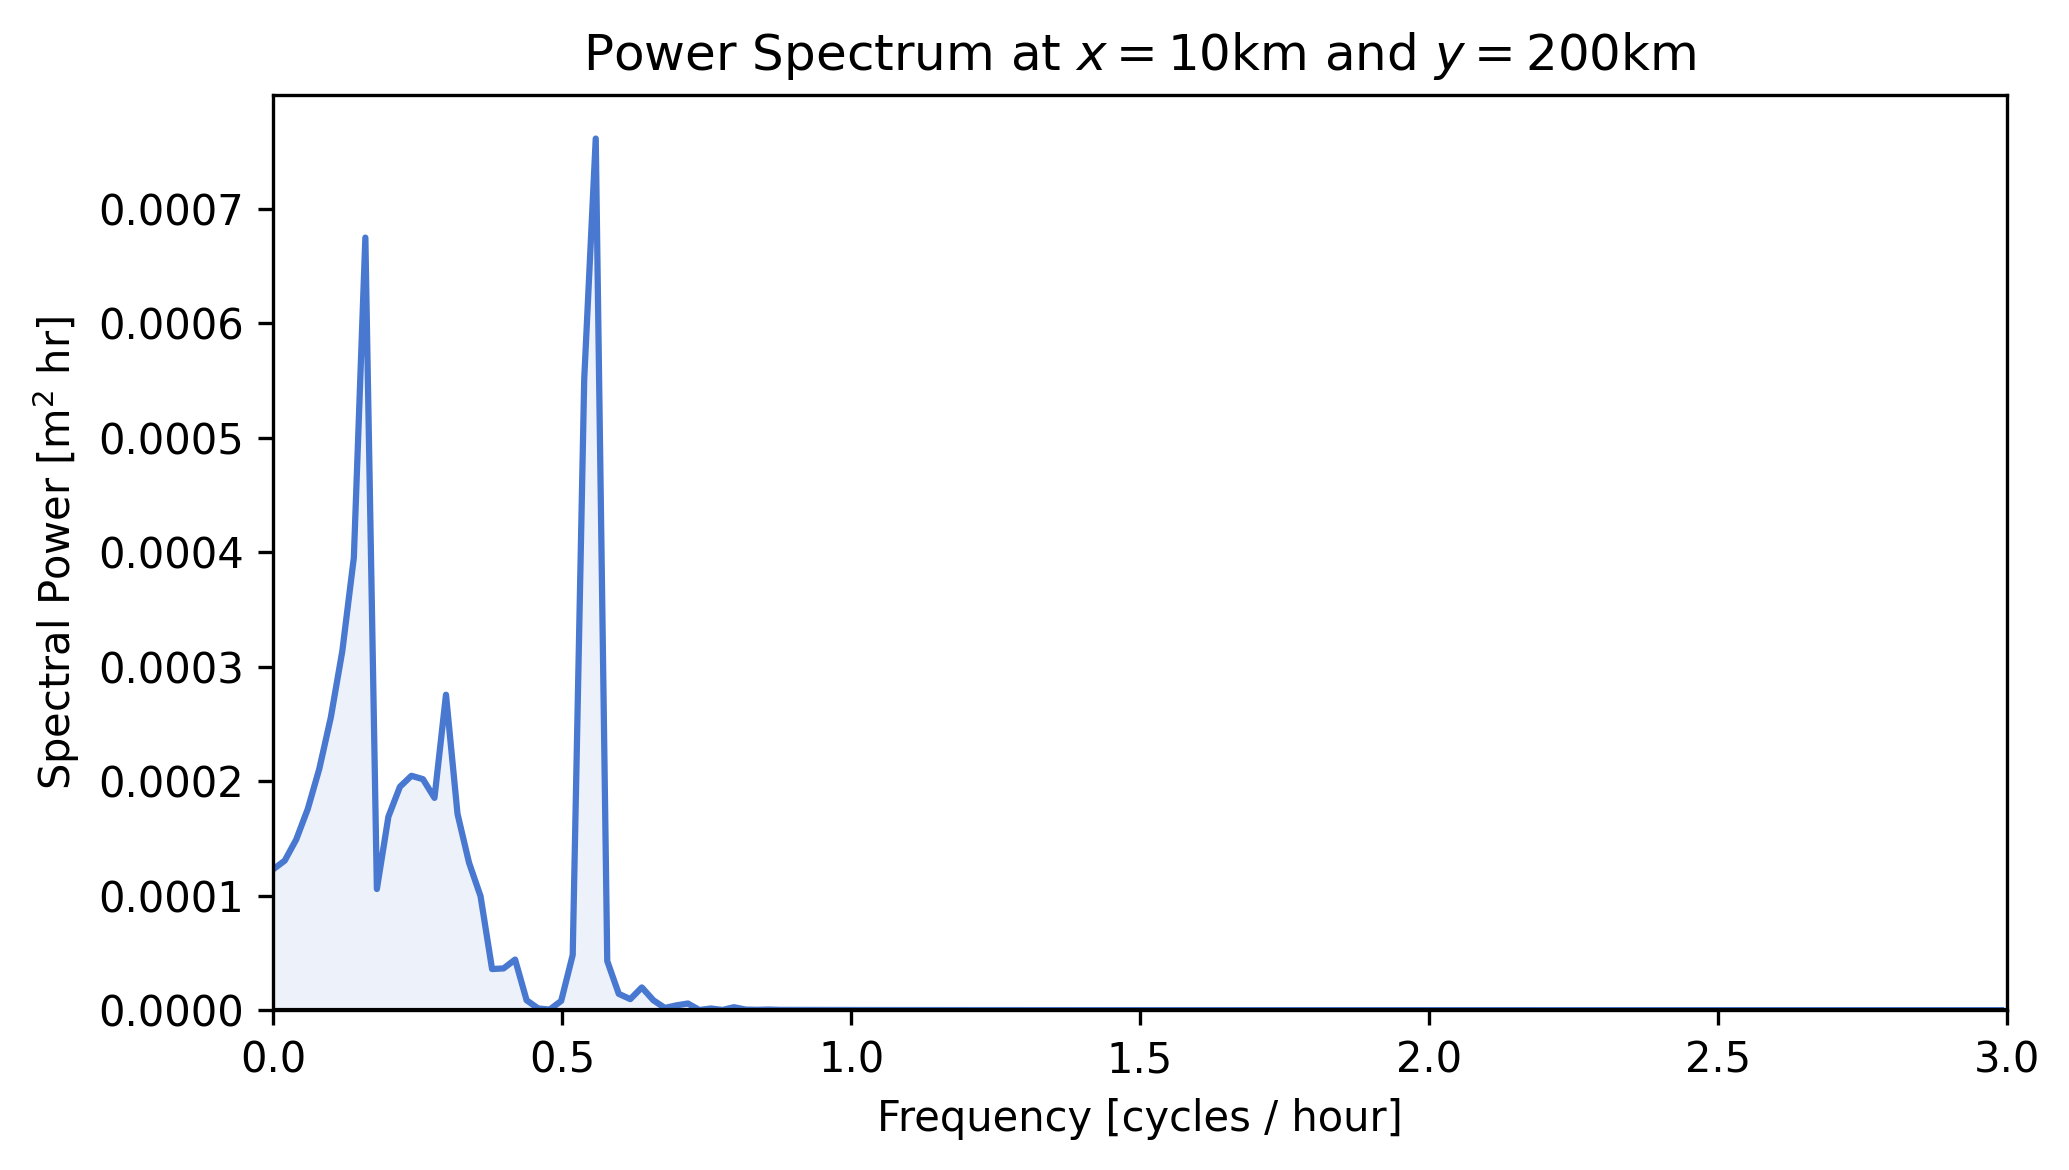 Power Spectrum at x = 10km and y = 200km
Spectral Power [m² hr]
0.0007
0.0006
0.0005
0.0004
0.0003
0.0002
0.0001
0.0000
0.0 0.5 1.0 1.5 2.0 2.5 3.0
Frequency [cycles / hour]